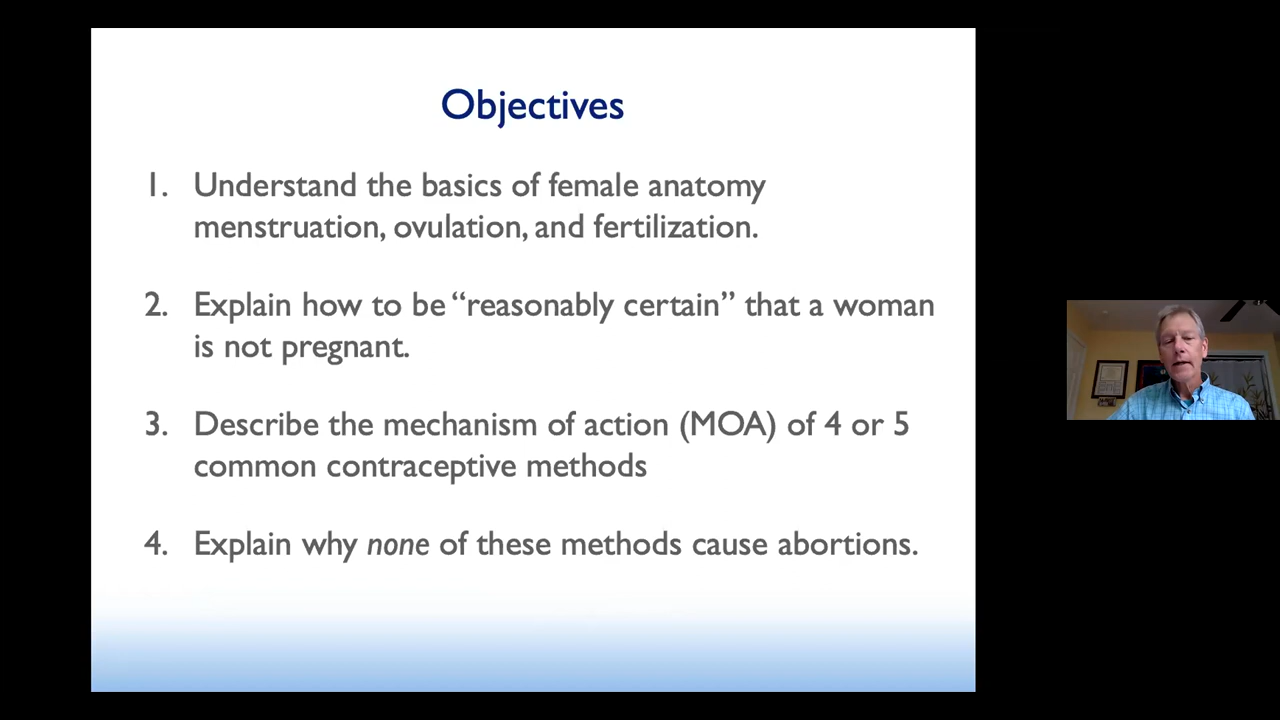 Objectives
1. Understand the basics of female anatomy
menstruation, ovulation, and fertilization.
2. Explain how to be “reasonably certain” that a woman
is not pregnant.
3. Describe the mechanism of action (MOA) of 4 or 5
common contraceptive methods
4. Explain why none of these methods cause abortions.